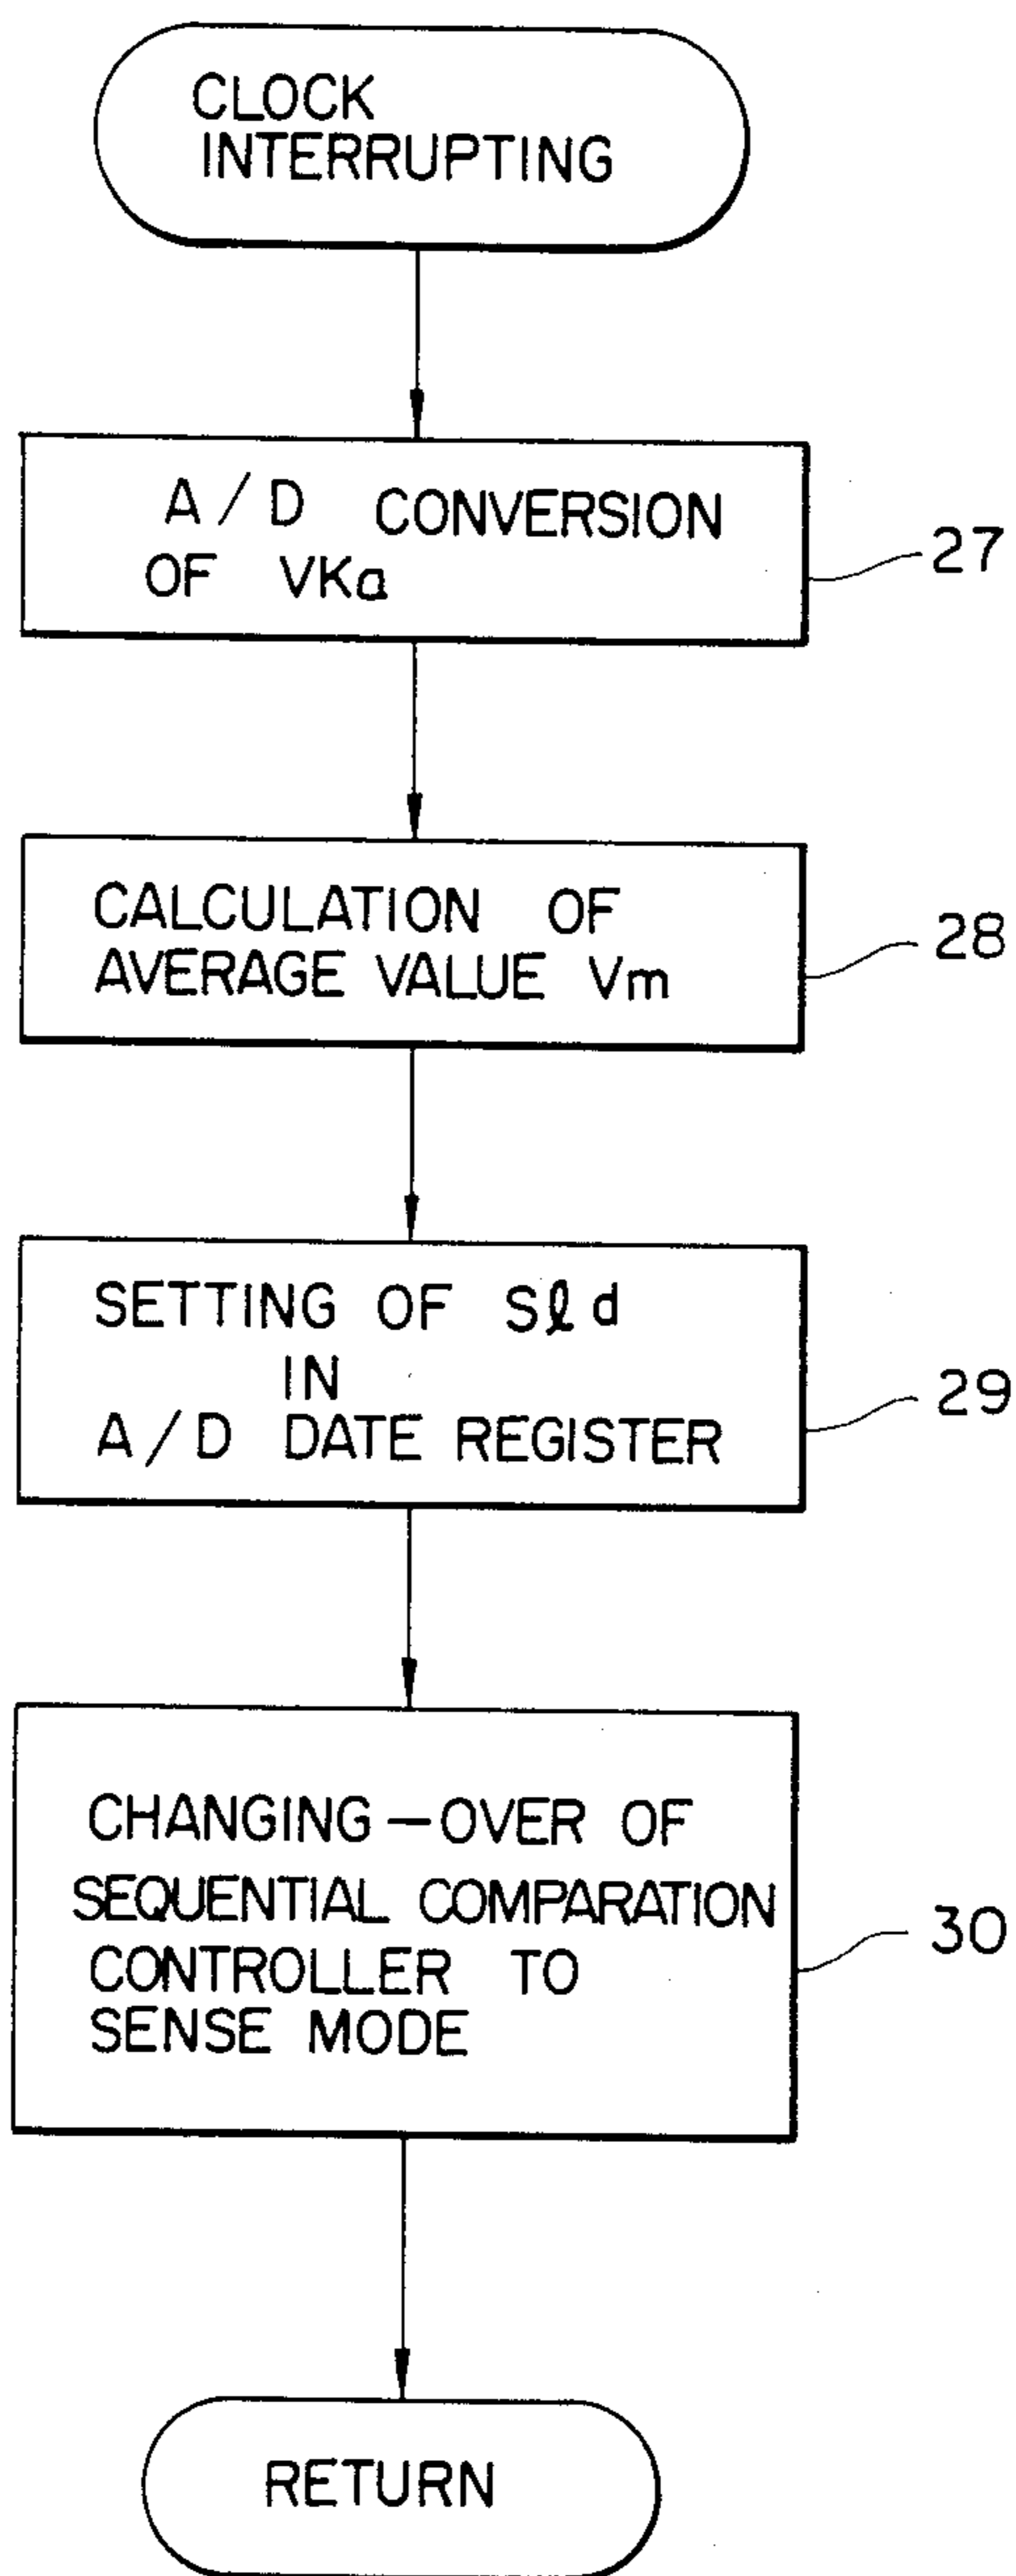 CLOCK
INTERRUPTING
A/D CONVERSION
OF VKa
27
CALCULATION OF
AVERAGE VALUE Vm
28
SETTING OF Sℓd
IN
A/D DATE REGISTER
29
CHANGING-OVER OF
SEQUENTIAL COMPARATION
CONTROLLER TO
SENSE MODE
30
RETURN